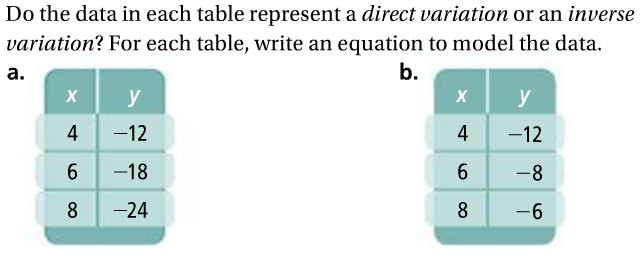 Do the data in each table represent a direct variation or an inverse
variation? For each table, write an equation to model the data.
a.
x y
4 −12
6 −18
8 −24
b.
x y
4 −12
6 −8
8 −6